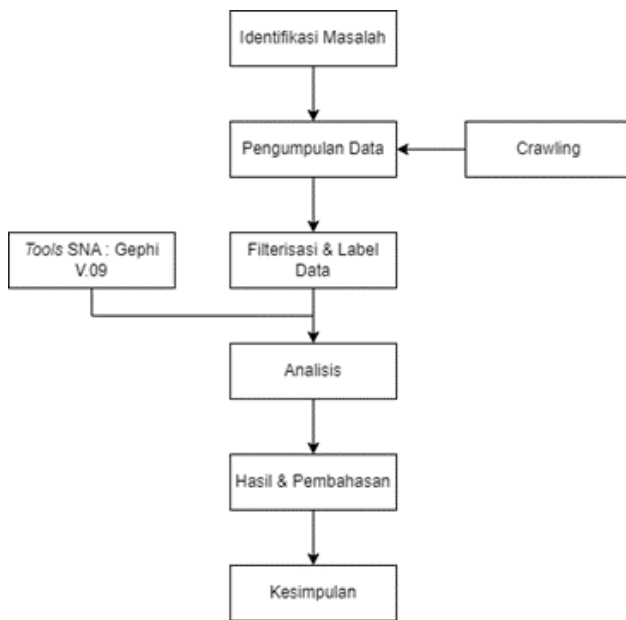 Identifikasi Masalah
Pengumpulan Data
Crawling
Tools SNA : Gephi
V.09
Filterisasi & Label
Data
Analisis
Hasil & Pembahasan
Kesimpulan